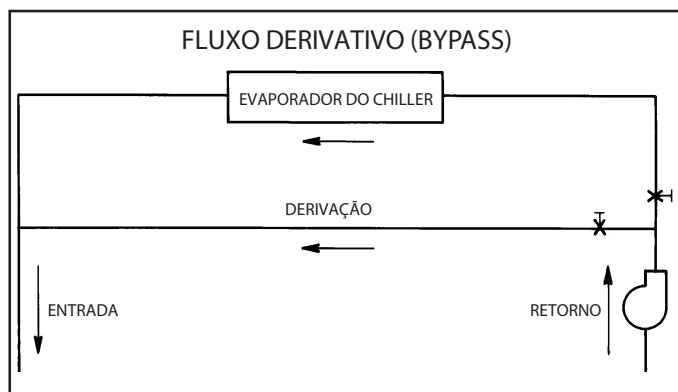 FLUXO DERIVATIVO (BYPASS)
EVAPORADOR DO CHILLER
DERIVAÇÃO
ENTRADA
RETORNO